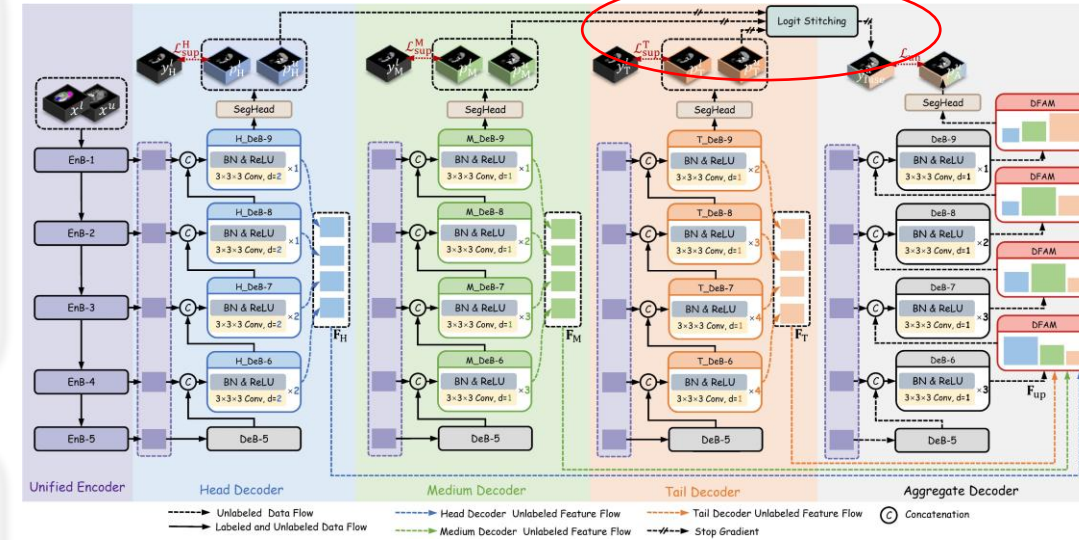 Logit Stitching
ℒ_sup^H ℒ_sup^M ℒ_sup^T
y_H^l p_H^l p_H^u y_M^l p_M^l p_M^u y_T^l p_T^l p_T^u
x^l x^u
SegHead SegHead SegHead SegHead DFAM
EnB-1 C H_DeB-9 BN & ReLU ×1 3×3×3 Conv, d=2
C M_DeB-9 BN & ReLU ×1 3×3×3 Conv, d=1
C T_DeB-9 BN & ReLU ×2 3×3×3 Conv, d=1
C DeB-9 BN & ReLU ×1 3×3×3 Conv, d=1
DFAM
EnB-2 C H_DeB-8 BN & ReLU ×1 3×3×3 Conv, d=2
C M_DeB-8 BN & ReLU ×2 3×3×3 Conv, d=1
C T_DeB-8 BN & ReLU ×3 3×3×3 Conv, d=1
C DeB-8 BN & ReLU ×2 3×3×3 Conv, d=1
DFAM
EnB-3 C H_DeB-7 BN & ReLU ×2 3×3×3 Conv, d=2
C M_DeB-7 BN & ReLU ×3 3×3×3 Conv, d=1
C T_DeB-7 BN & ReLU ×4 3×3×3 Conv, d=1
C DeB-7 BN & ReLU ×3 3×3×3 Conv, d=1
F_H F_M F_T
DFAM
EnB-4 C H_DeB-6 BN & ReLU ×2 3×3×3 Conv, d=2
C M_DeB-6 BN & ReLU ×3 3×3×3 Conv, d=1
C T_DeB-6 BN & ReLU ×4 3×3×3 Conv, d=1
C DeB-6 BN & ReLU ×3 3×3×3 Conv, d=1
F_up
EnB-5 DeB-5 DeB-5 DeB-5 DeB-5
Unified Encoder Head Decoder Medium Decoder Tail Decoder Aggregate Decoder
Unlabeled Data Flow Head Decoder Unlabeled Feature Flow Tail Decoder Unlabeled Feature Flow C Concatenation
Labeled and Unlabeled Data Flow Medium Decoder Unlabeled Feature Flow Stop Gradient